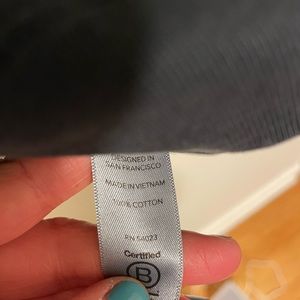 DESIGNED IN
SAN FRANCISCO
MADE IN VIETNAM
100% COTTON
RN 54023
Certified
B